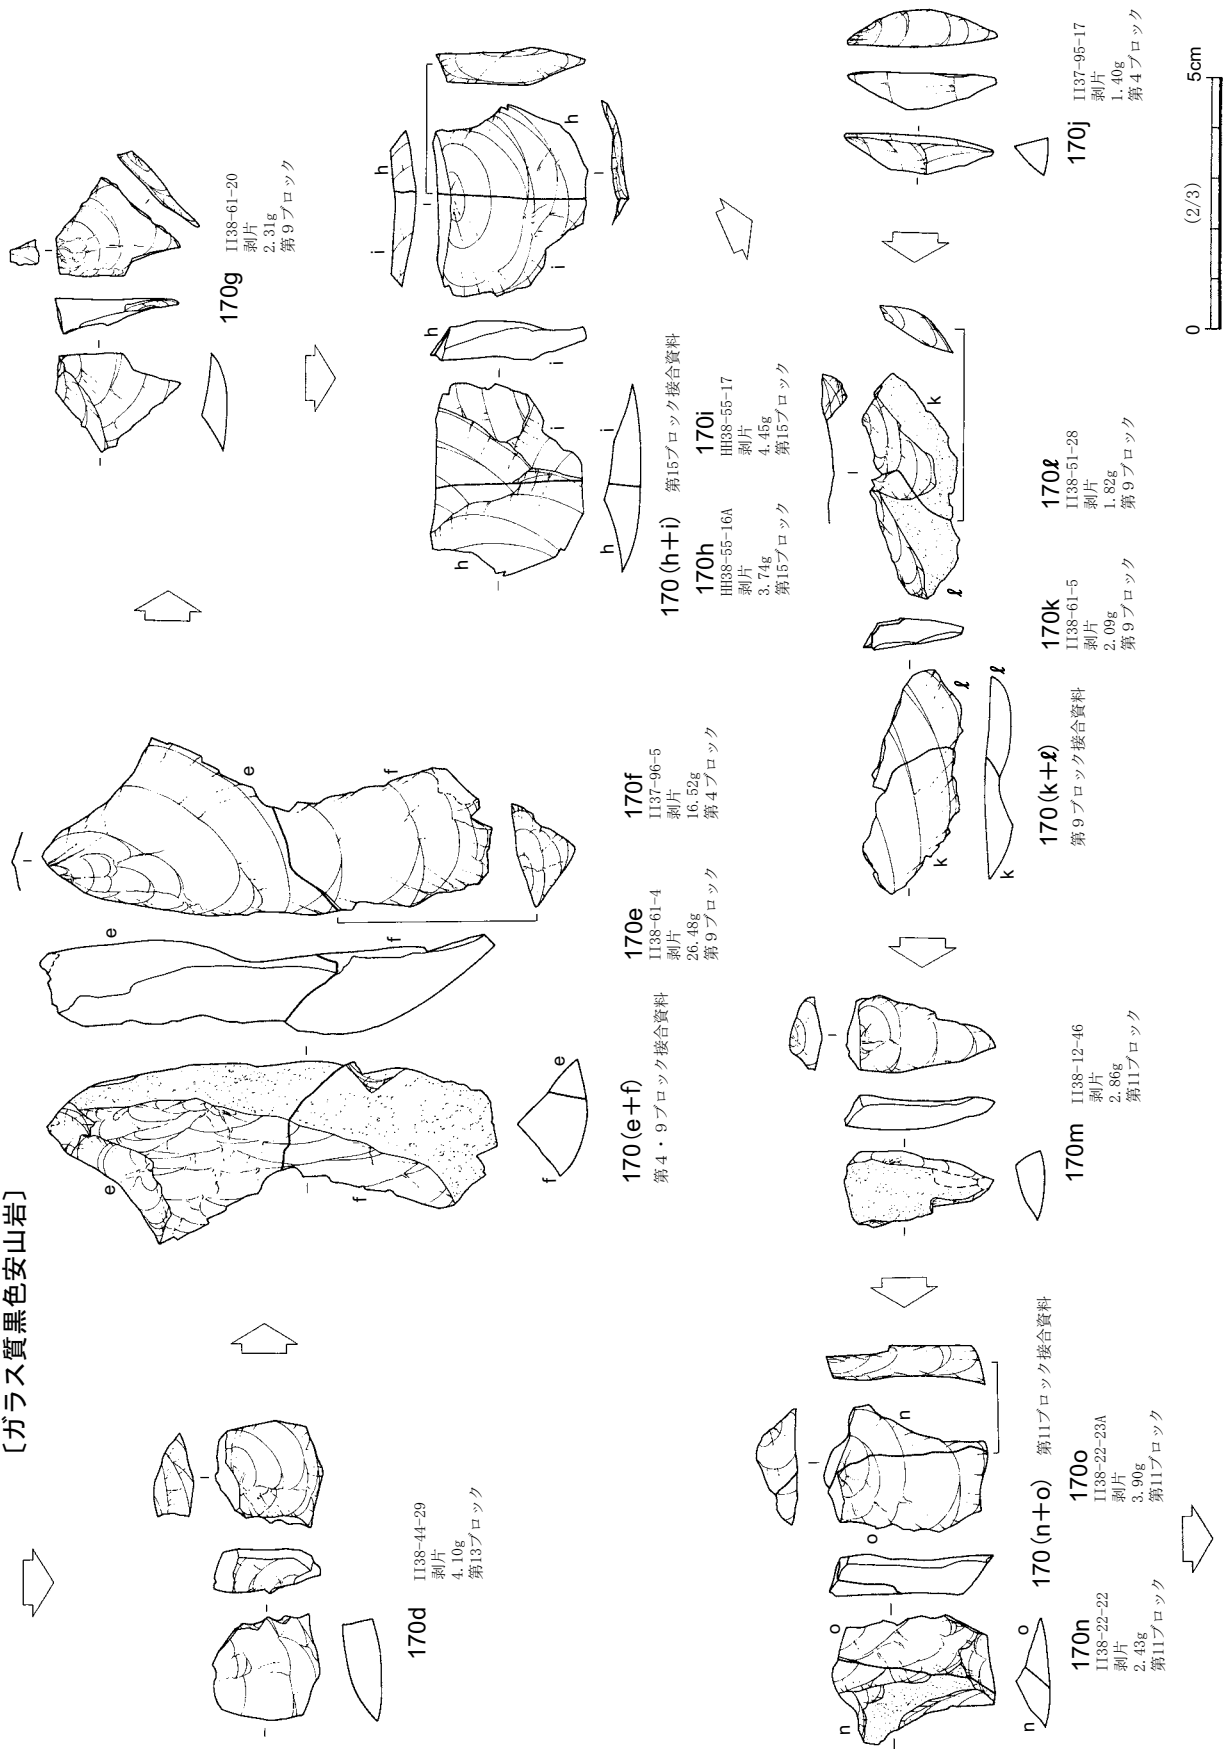 〔ガラス質黒色安山岩〕
170d
II38-44-29
剥片
4.10g
第13ブロック
e
f
e
f
e
f
f
e
170(e+f)
第4・9ブロック接合資料
170e
II38-61-4
剥片
26.48g
第9ブロック
170f
II37-96-5
剥片
16.52g
第4ブロック
170g
II38-61-20
剥片
2.31g
第9ブロック
h
i
h
i
h
i
i
h
i
h
170(h+i) 第15ブロック接合資料
170h
HH38-55-16A
剥片
3.74g
第15ブロック
170i
HH38-55-17
剥片
4.45g
第15ブロック
170j
II37-95-17
剥片
1.40g
第4ブロック
k
ℓ
k
ℓ
ℓ
k
170(k+ℓ)
第9ブロック接合資料
170k
II38-61-5
剥片
2.09g
第9ブロック
170ℓ
II38-51-28
剥片
1.82g
第9ブロック
170m
II38-12-46
剥片
2.86g
第11ブロック
n
o
n
o
o
n
170(n+o) 第11ブロック接合資料
170n
II38-22-22
剥片
2.43g
第11ブロック
170o
II38-22-23A
剥片
3.90g
第11ブロック
0 (2/3) 5cm